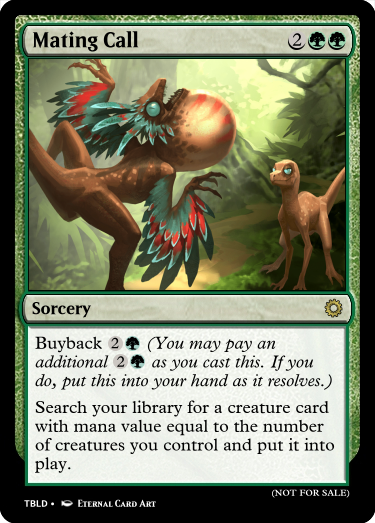 Mating Call 2
Sorcery
Buyback 2 (You may pay an
additional 2 as you cast this. If you
do, put this into your hand as it resolves.)
Search your library for a creature card
with mana value equal to the number
of creatures you control and put it into
play.
(NOT FOR SALE)
TBLD • Eternal Card Art